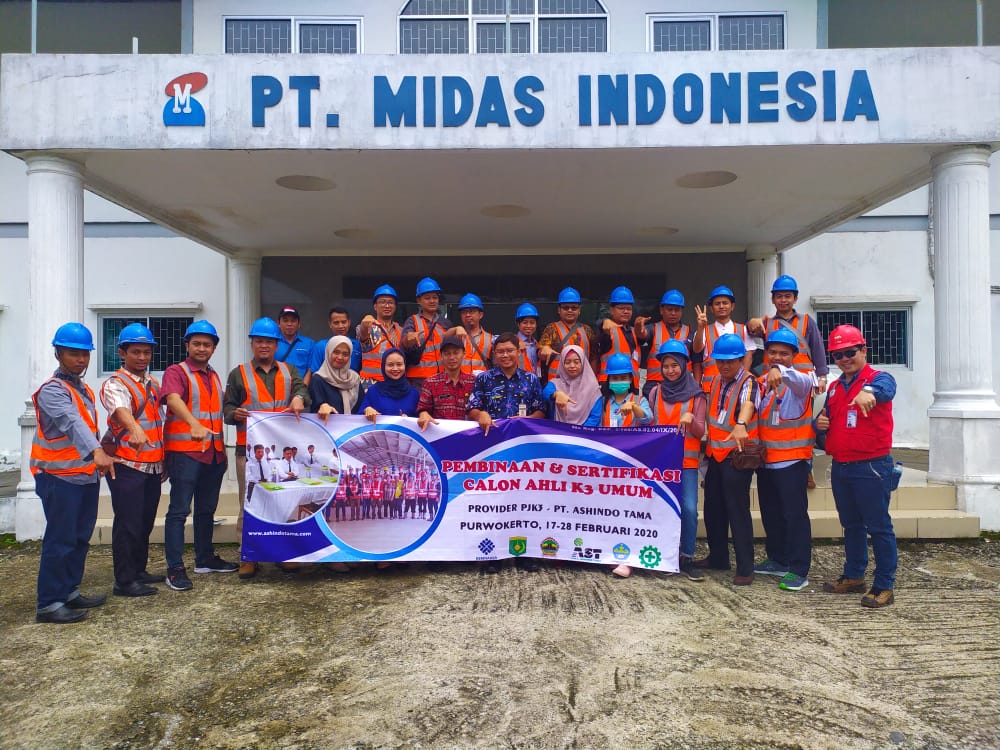 M
PT. MIDAS INDONESIA
PEMBINAAN & SERTIFIKASI
CALON AHLI K3 UMUM
PROVIDER PJK3 - PT. ASHINDO TAMA
PURWOKERTO, 17-28 FEBRUARI 2020
www.ashindotama.com
AST